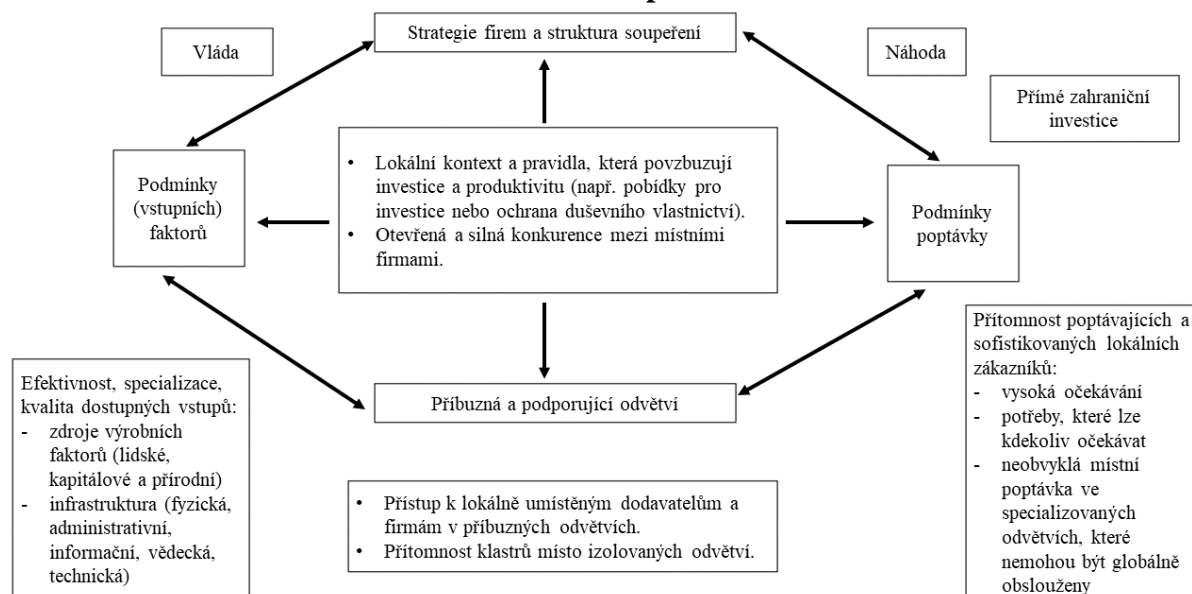 Strategie firem a struktura soupeření
Vláda
Náhoda
Přímé zahraniční
investice
Podmínky
(vstupních)
faktorů
• Lokální kontext a pravidla, která povzbuzují
investice a produktivitu (např. pobídky pro
investice nebo ochrana duševního vlastnictví).
• Otevřená a silná konkurence mezi místními
firmami.
Podmínky
poptávky
Efektivnost, specializace,
kvalita dostupných vstupů:
- zdroje výrobních
faktorů (lidské,
kapitálové a přírodní)
- infrastruktura (fyzická,
administrativní,
informační, vědecká,
technická)
Příbuzná a podporující odvětví
• Přístup k lokálně umístěným dodavatelům a
firmám v příbuzných odvětvích.
• Přítomnost klastrů místo izolovaných odvětví.
Přítomnost poptávajících a
sofistikovaných lokálních
zákazníků:
- vysoká očekávání
- potřeby, které lze
kdekoliv očekávat
- neobvyklá místní
poptávka ve
specializovaných
odvětvích, které
nemohou být globálně
obslouženy